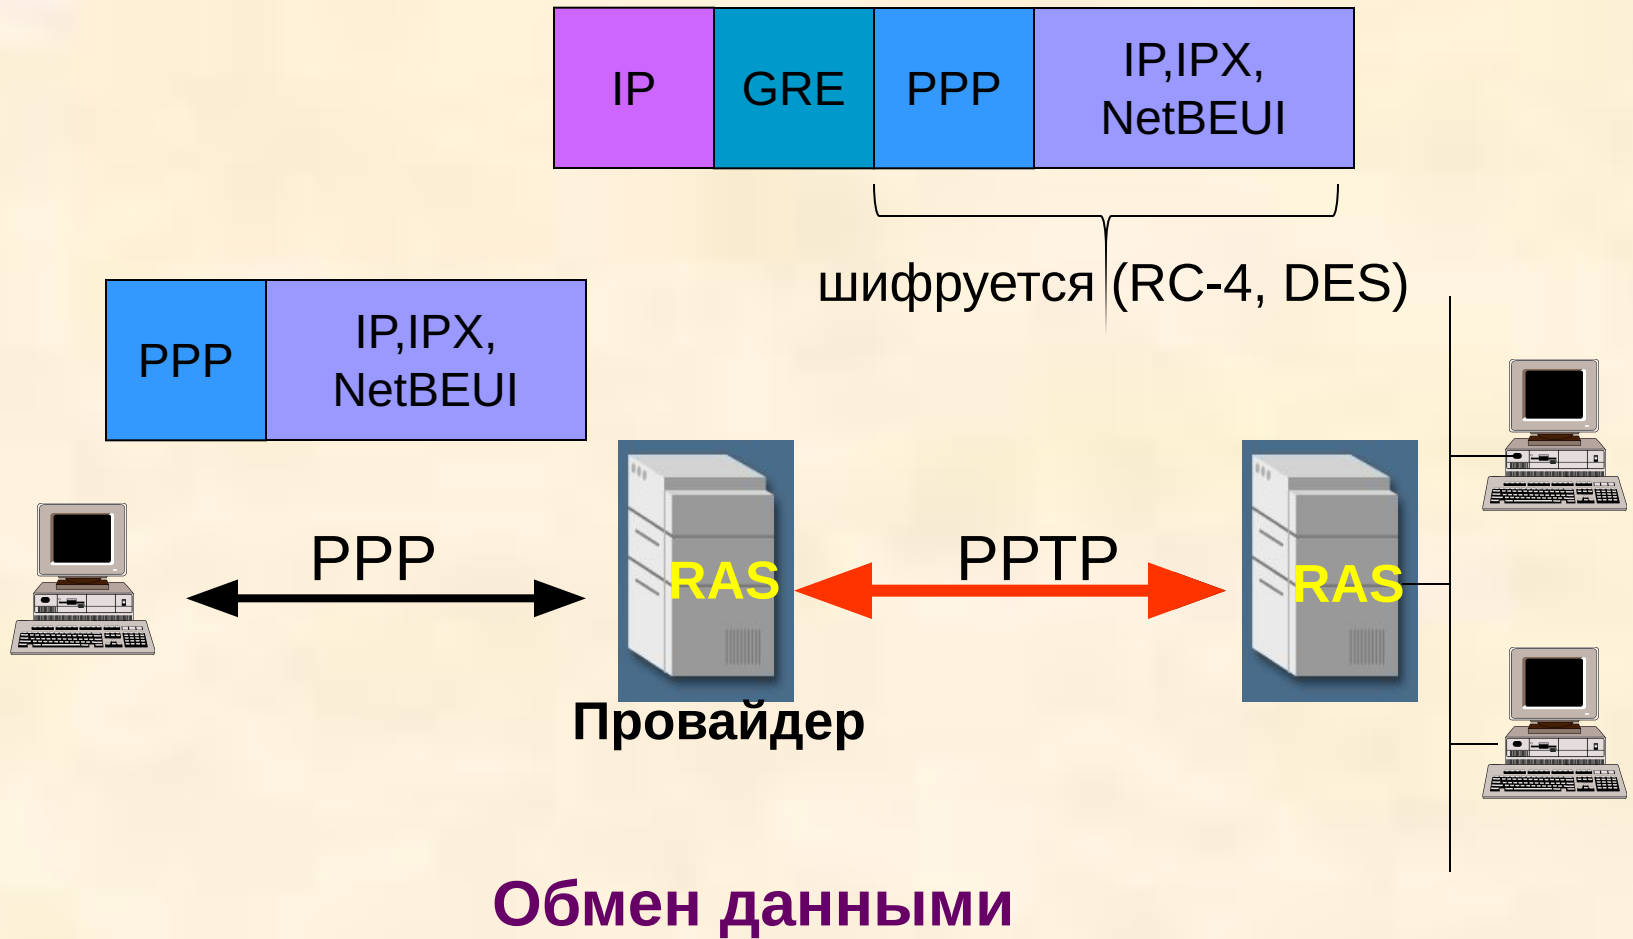 IP
GRE
PPP
IP,IPX,
NetBEUI
шифруется (RC-4, DES)
PPP
IP,IPX,
NetBEUI
PPP
RAS
PPTP
RAS
Провайдер
Обмен данными